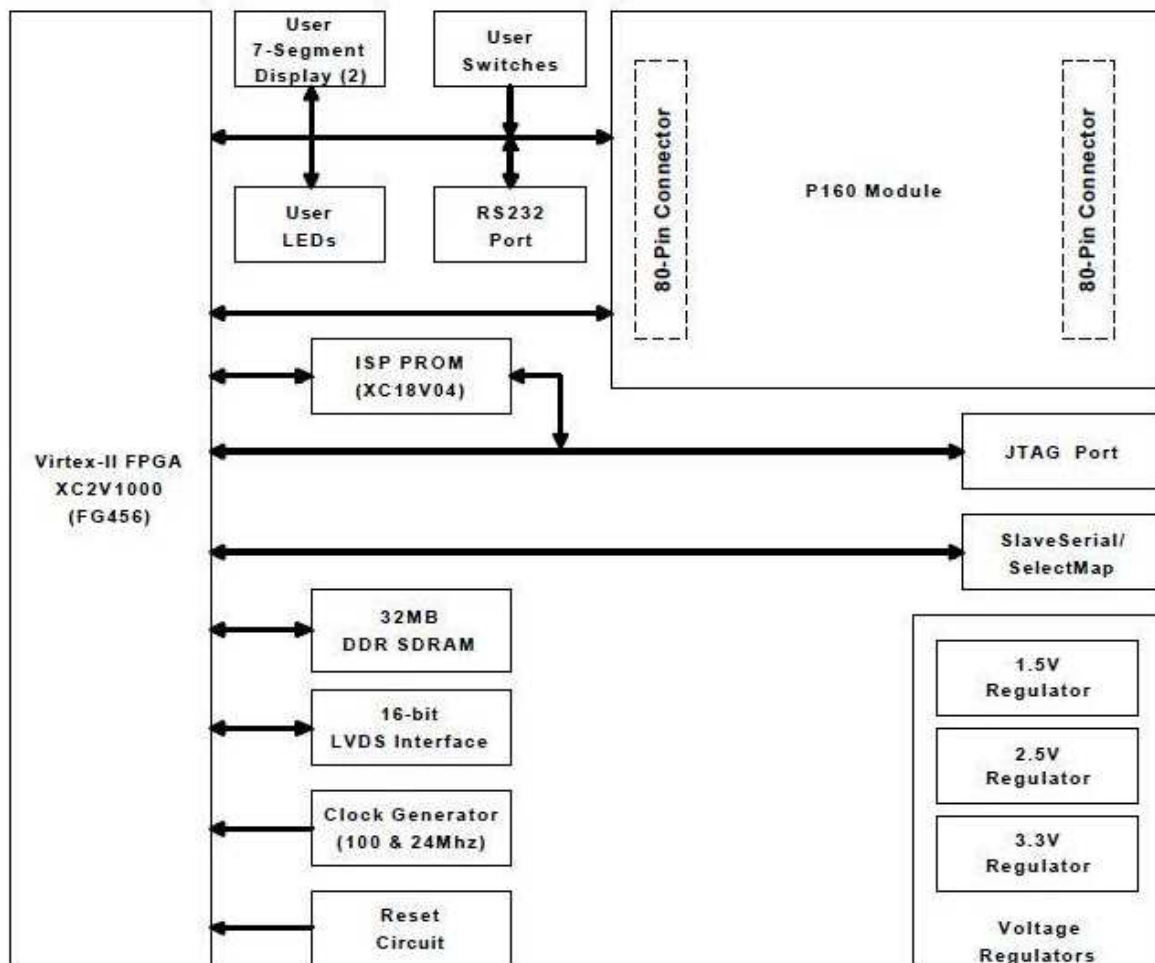 User
7-Segment
Display (2)
User
Switches
80-Pin Connector
P160 Module
80-Pin Connector
User
LEDs
RS232
Port
ISP PROM
(XC18V04)
Virtex-II FPGA
XC2V1000
(FG456)
JTAG Port
SlaveSerial/
SelectMap
32MB
DDR SDRAM
16-bit
LVDS Interface
Clock Generator
(100 & 24Mhz)
Reset
Circuit
1.5V
Regulator
2.5V
Regulator
3.3V
Regulator
Voltage
Regulators